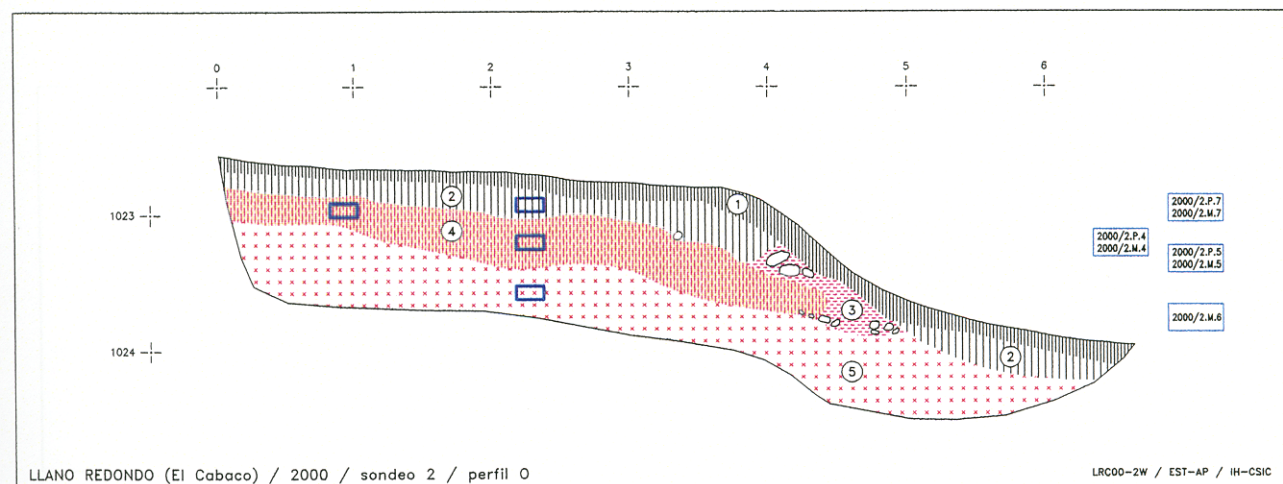 0 1 2 3 4 5 6
1023
1024
2
4
1
3
5
2
2000/2.P.7
2000/2.M.7
2000/2.P.4
2000/2.M.4
2000/2.P.5
2000/2.M.5
2000/2.M.6
LLANO REDONDO (El Cabaco) / 2000 / sondeo 2 / perfil O
LRC00-2W / EST-AP / IH-CSIC